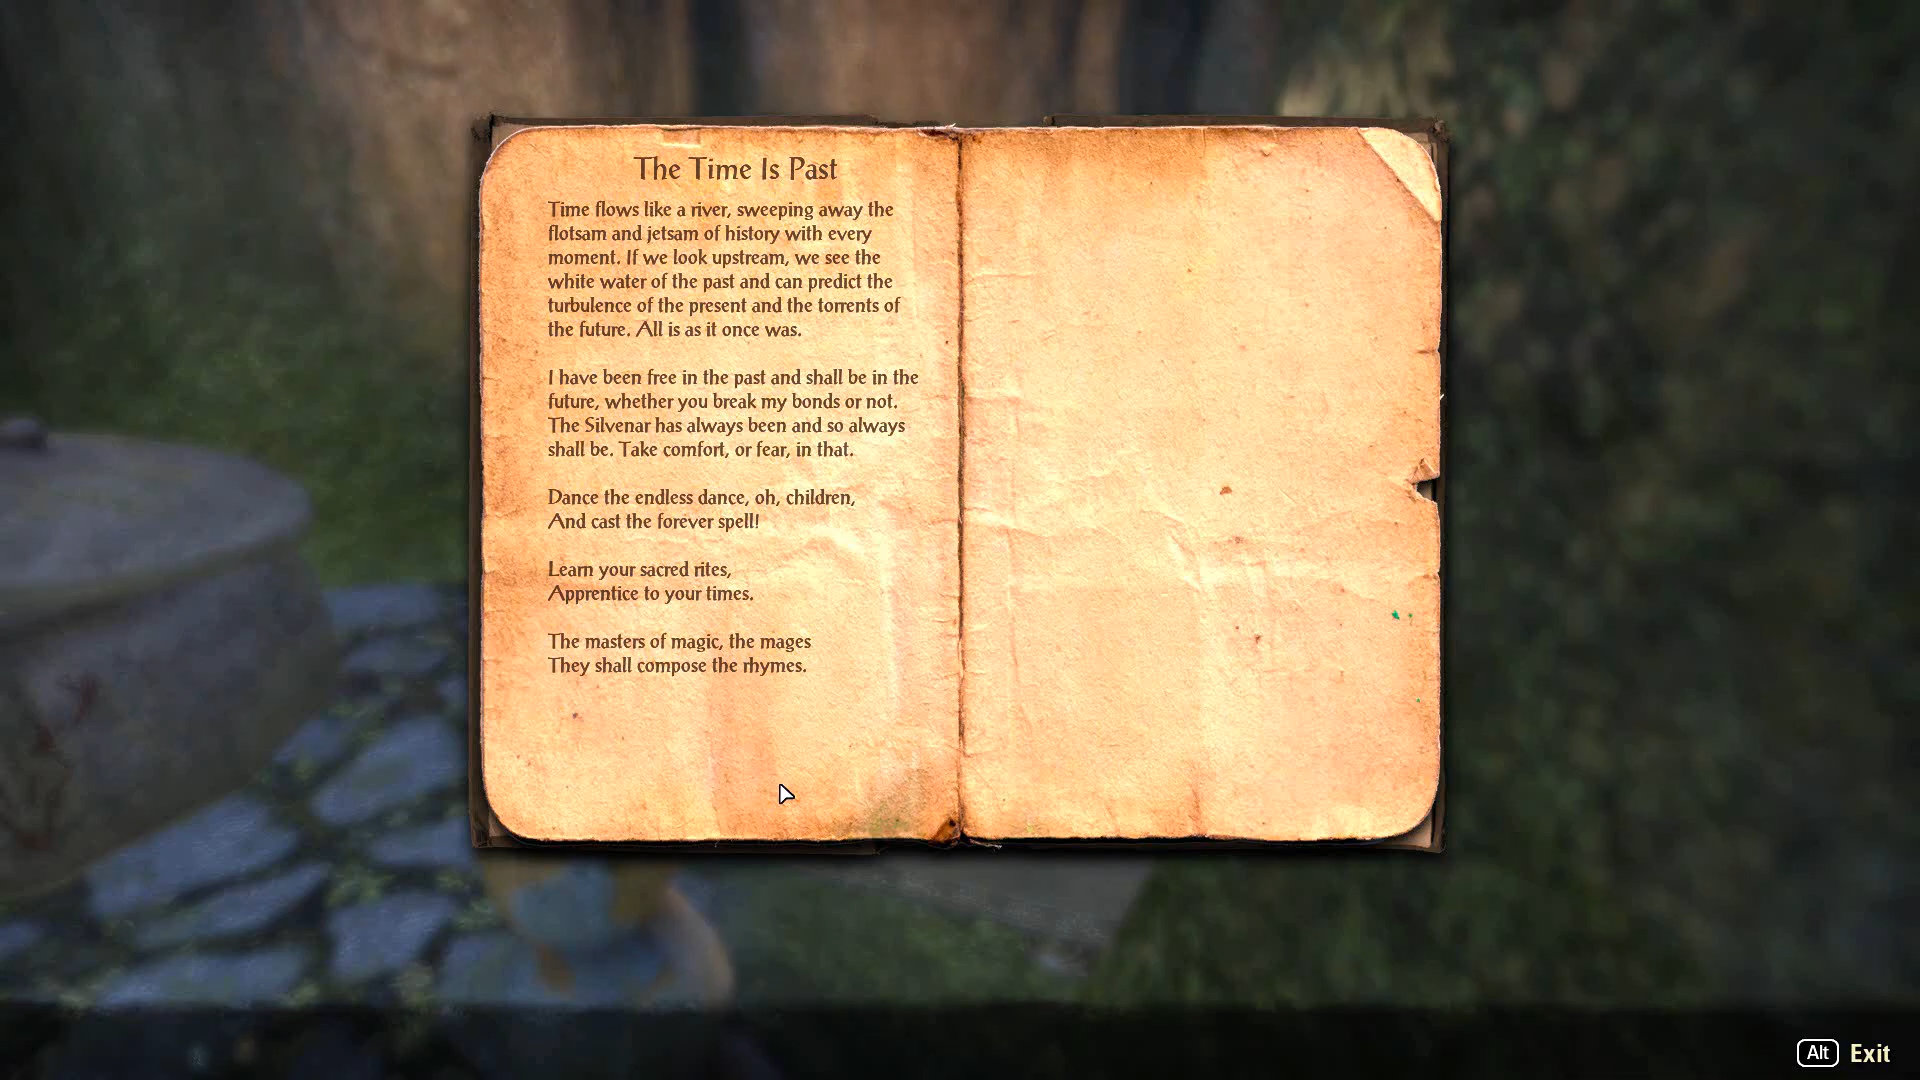 The Time Is Past
Time flows like a river, sweeping away the
flotsam and jetsam of history with every
moment. If we look upstream, we see the
white water of the past and can predict the
turbulence of the present and the torrents of
the future. All is as it once was.
I have been free in the past and shall be in the
future, whether you break my bonds or not.
The Silvenar has always been and so always
shall be. Take comfort, or fear, in that.
Dance the endless dance, oh, children,
And cast the forever spell!
Learn your sacred rites,
Apprentice to your times.
The masters of magic, the mages
They shall compose the rhymes.
Alt Exit